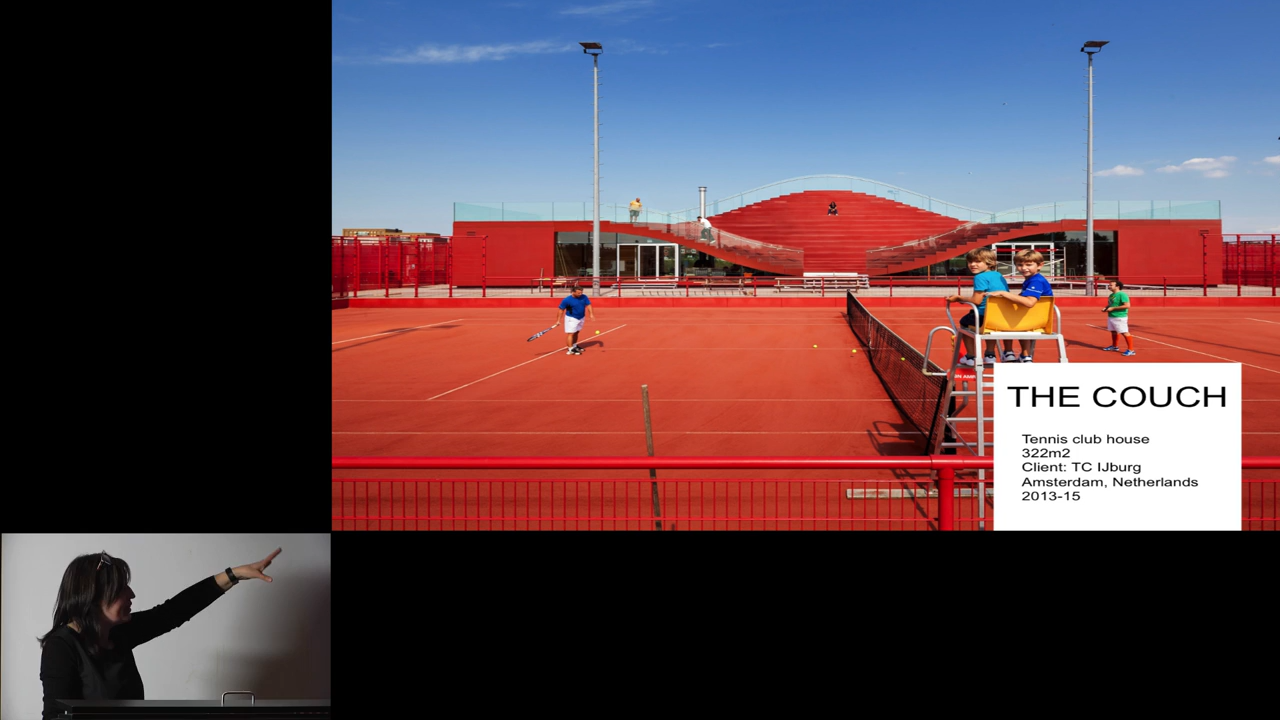 THE COUCH
Tennis club house
322m2
Client: TC IJburg
Amsterdam, Netherlands
2013-15